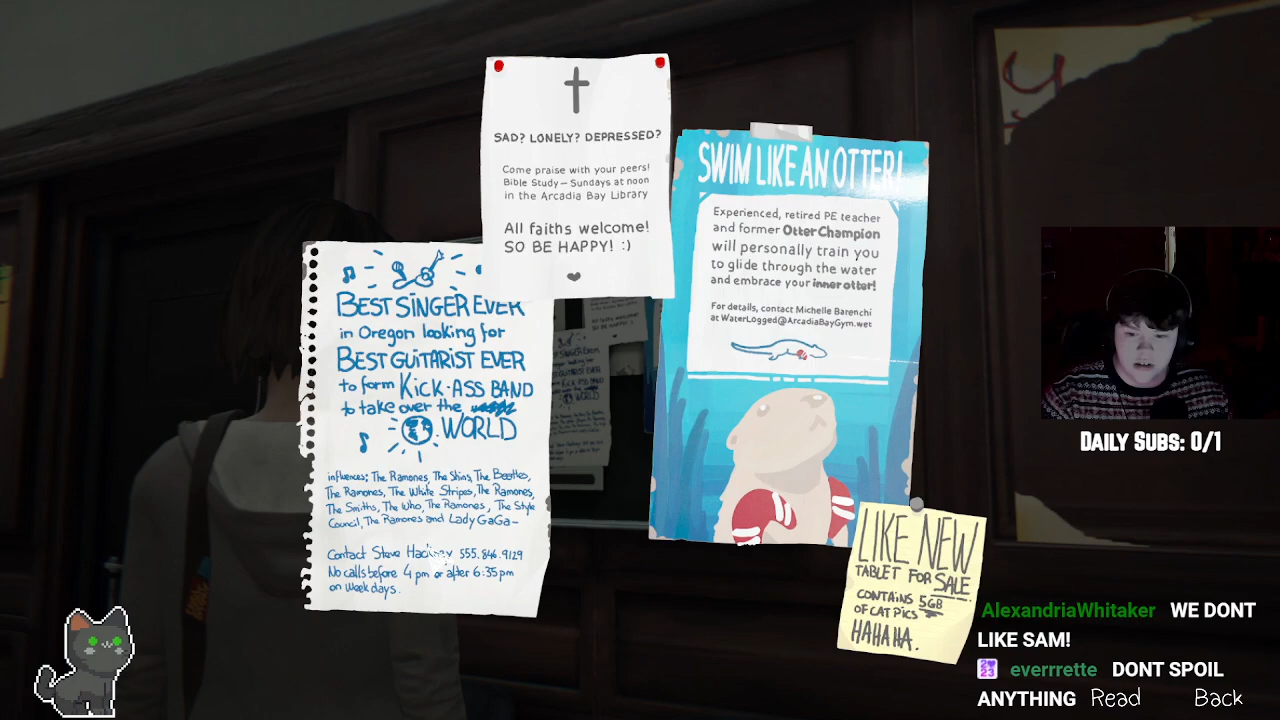 SAD? LONELY? DEPRESSED?
Come praise with your peers!
Bible Study – Sundays at noon
in the Arcadia Bay Library
All faiths welcome!
SO BE HAPPY! :)
SWIM LIKE AN OTTER!
Experienced, retired PE teacher
and former Otter Champion
will personally train you
to glide through the water
and embrace your inner otter!
For details, contact Michelle Barenchi
at WaterLogged@ArcadiaBayGym.wet
BEST SINGER EVER
in Oregon looking for
BEST GUITARIST EVER
to form KICK-ASS BAND
to take over the
WORLD
influences: The Ramones, The Shins, The Beatles,
The Ramones, The White Stripes, The Ramones,
The Smiths, The Who, The Ramones, The Style
Council, The Ramones and Lady GaGa-
Contact Steve 555.846.9129
No calls before 4 pm or after 6:35 pm
on weekdays.
LIKE NEW
TABLET FOR SALE.
CONTAINS 5GB
OF CAT PICS
HAHAHA.
DAILY SUBS: 0/1
AlexandriaWhitaker WE DONT
LIKE SAM!
everrrette DONT SPOIL
ANYTHING
Read Back